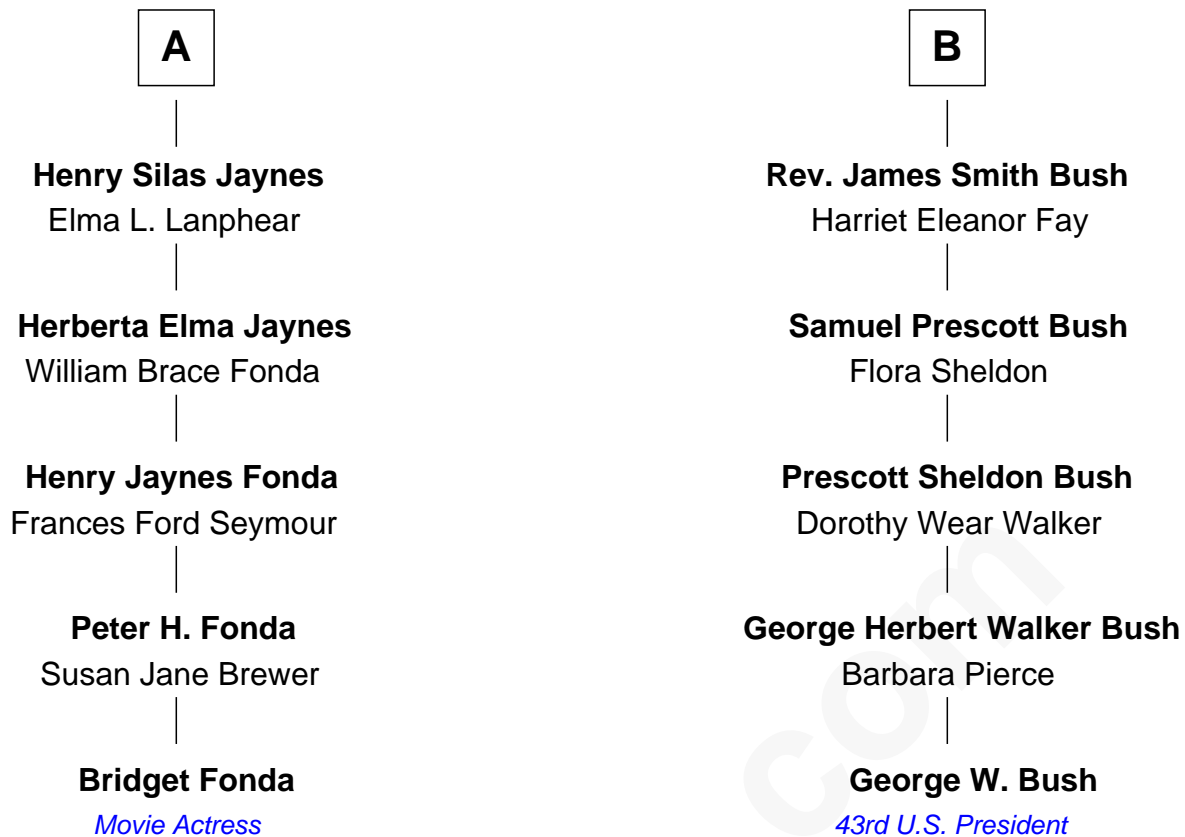 A
Henry Silas Jaynes
Elma L. Lanphear
Herberta Elma Jaynes
William Brace Fonda
Henry Jaynes Fonda
Frances Ford Seymour
Peter H. Fonda
Susan Jane Brewer
Bridget Fonda
Movie Actress
B
Rev. James Smith Bush
Harriet Eleanor Fay
Samuel Prescott Bush
Flora Sheldon
Prescott Sheldon Bush
Dorothy Wear Walker
George Herbert Walker Bush
Barbara Pierce
George W. Bush
43rd U.S. President
com